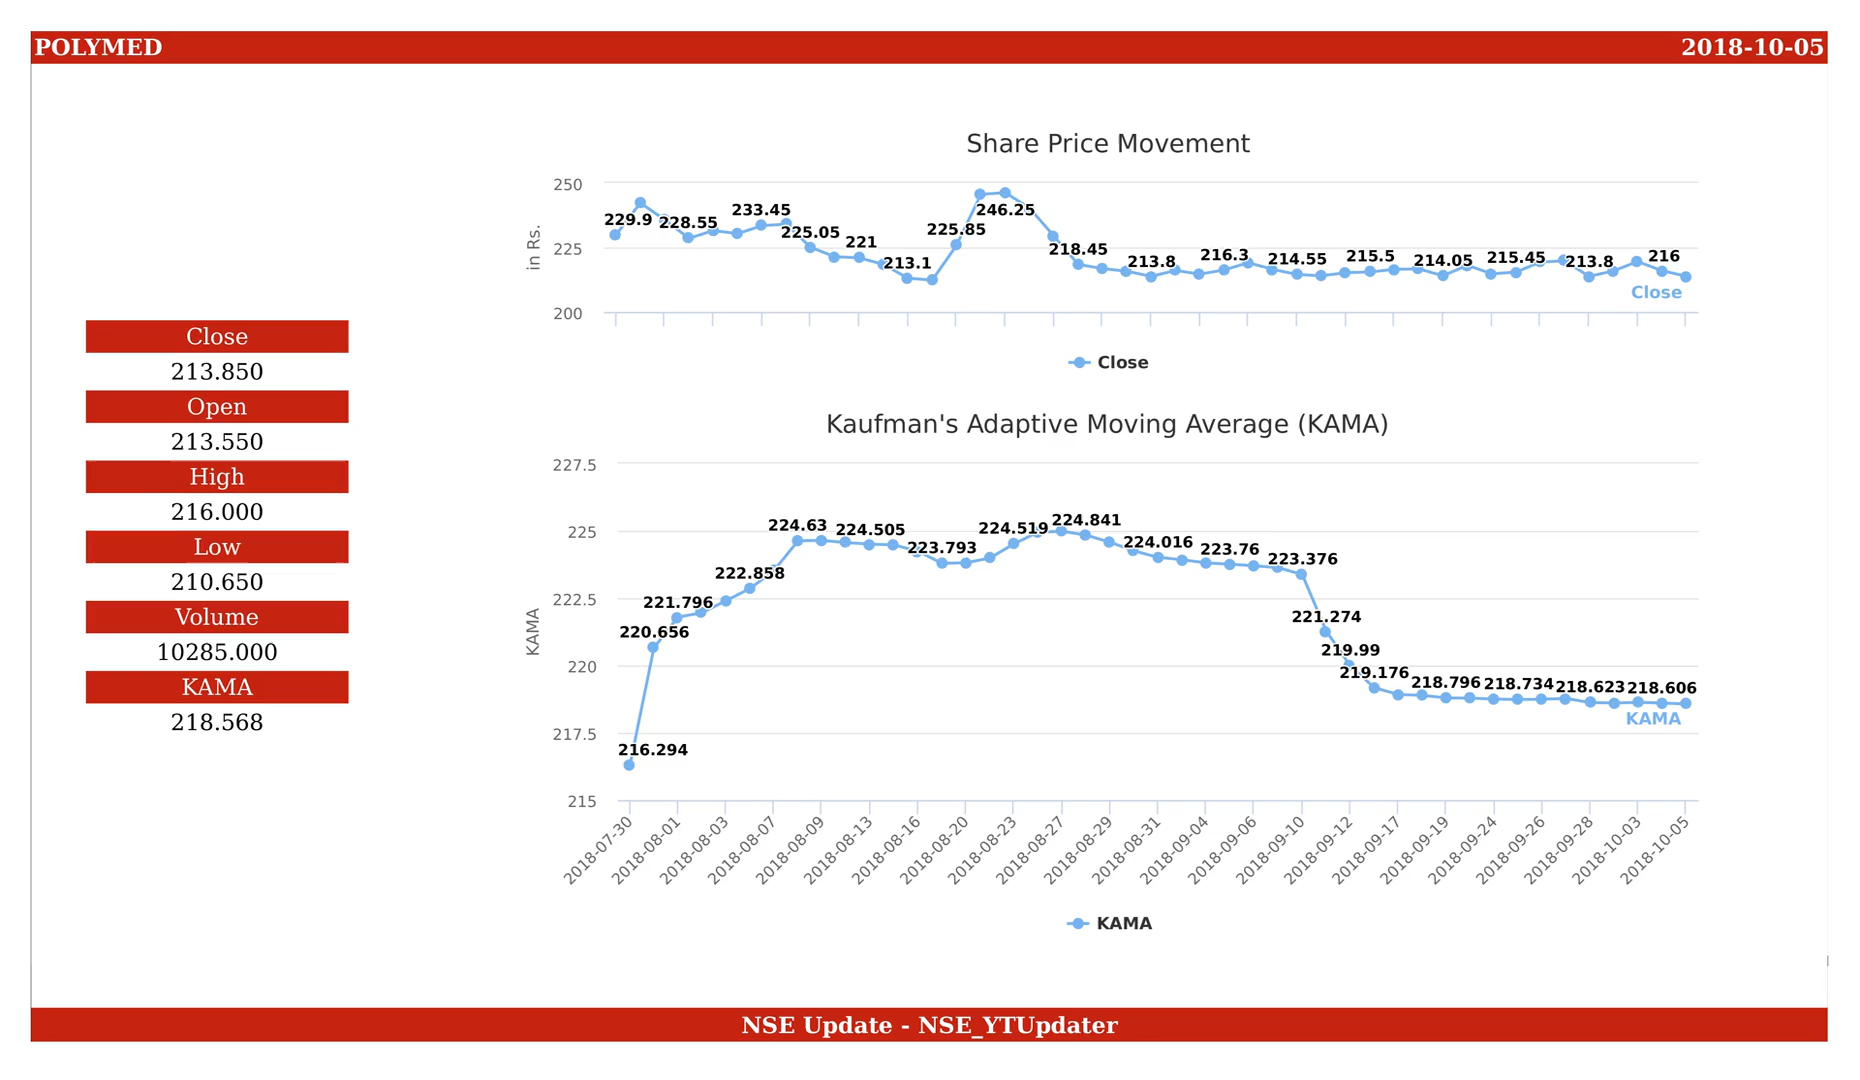 POLYMED 2018-10-05
Close
213.850
Open
213.550
High
216.000
Low
210.650
Volume
10285.000
KAMA
218.568
Share Price Movement
in Rs.
250
225
200
229.9 228.55 233.45 225.05 221 213.1 225.85 246.25 218.45 213.8 216.3 214.55 215.5 214.05 215.45 213.8 216
Close
Close
Kaufman's Adaptive Moving Average (KAMA)
KAMA
227.5
225
222.5
220
217.5
215
216.294 220.656 221.796 222.858 224.63 224.505 223.793 224.519 224.841 224.016 223.76 223.376 221.274 219.99 219.176 218.796 218.734 218.623 218.606
KAMA
2018-07-30 2018-08-01 2018-08-03 2018-08-07 2018-08-09 2018-08-13 2018-08-16 2018-08-20 2018-08-23 2018-08-27 2018-08-29 2018-08-31 2018-09-04 2018-09-06 2018-09-10 2018-09-12 2018-09-17 2018-09-19 2018-09-24 2018-09-26 2018-09-28 2018-10-03 2018-10-05
KAMA
NSE Update - NSE_YTUpdater